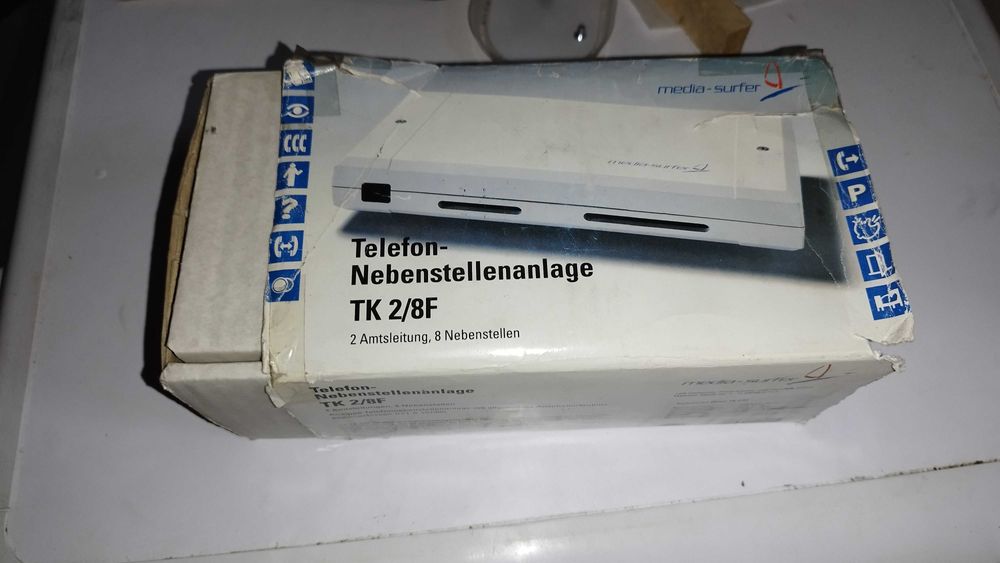 media-surfer
media-surfer
P
?
Telefon-
Nebenstellenanlage
TK 2/8F
2 Amtsleitung, 8 Nebenstellen
Telefon-
Nebenstellenanlage
TK 2/8F
media-surfer